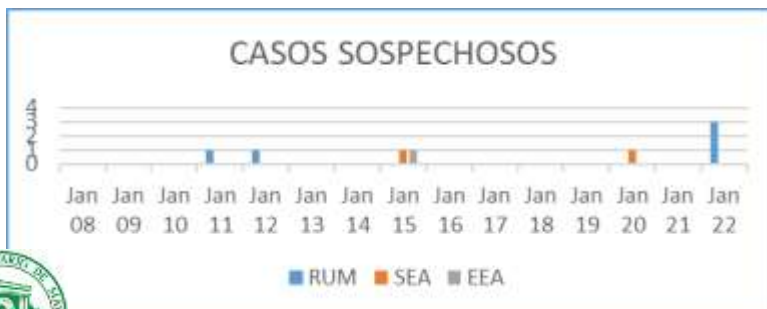 CASOS SOSPECHOSOS
4
3
2
1
0
Jan Jan Jan Jan Jan Jan Jan Jan Jan Jan Jan Jan Jan Jan Jan
08 09 10 11 12 13 14 15 16 17 18 19 20 21 22
RUM SEA EEA